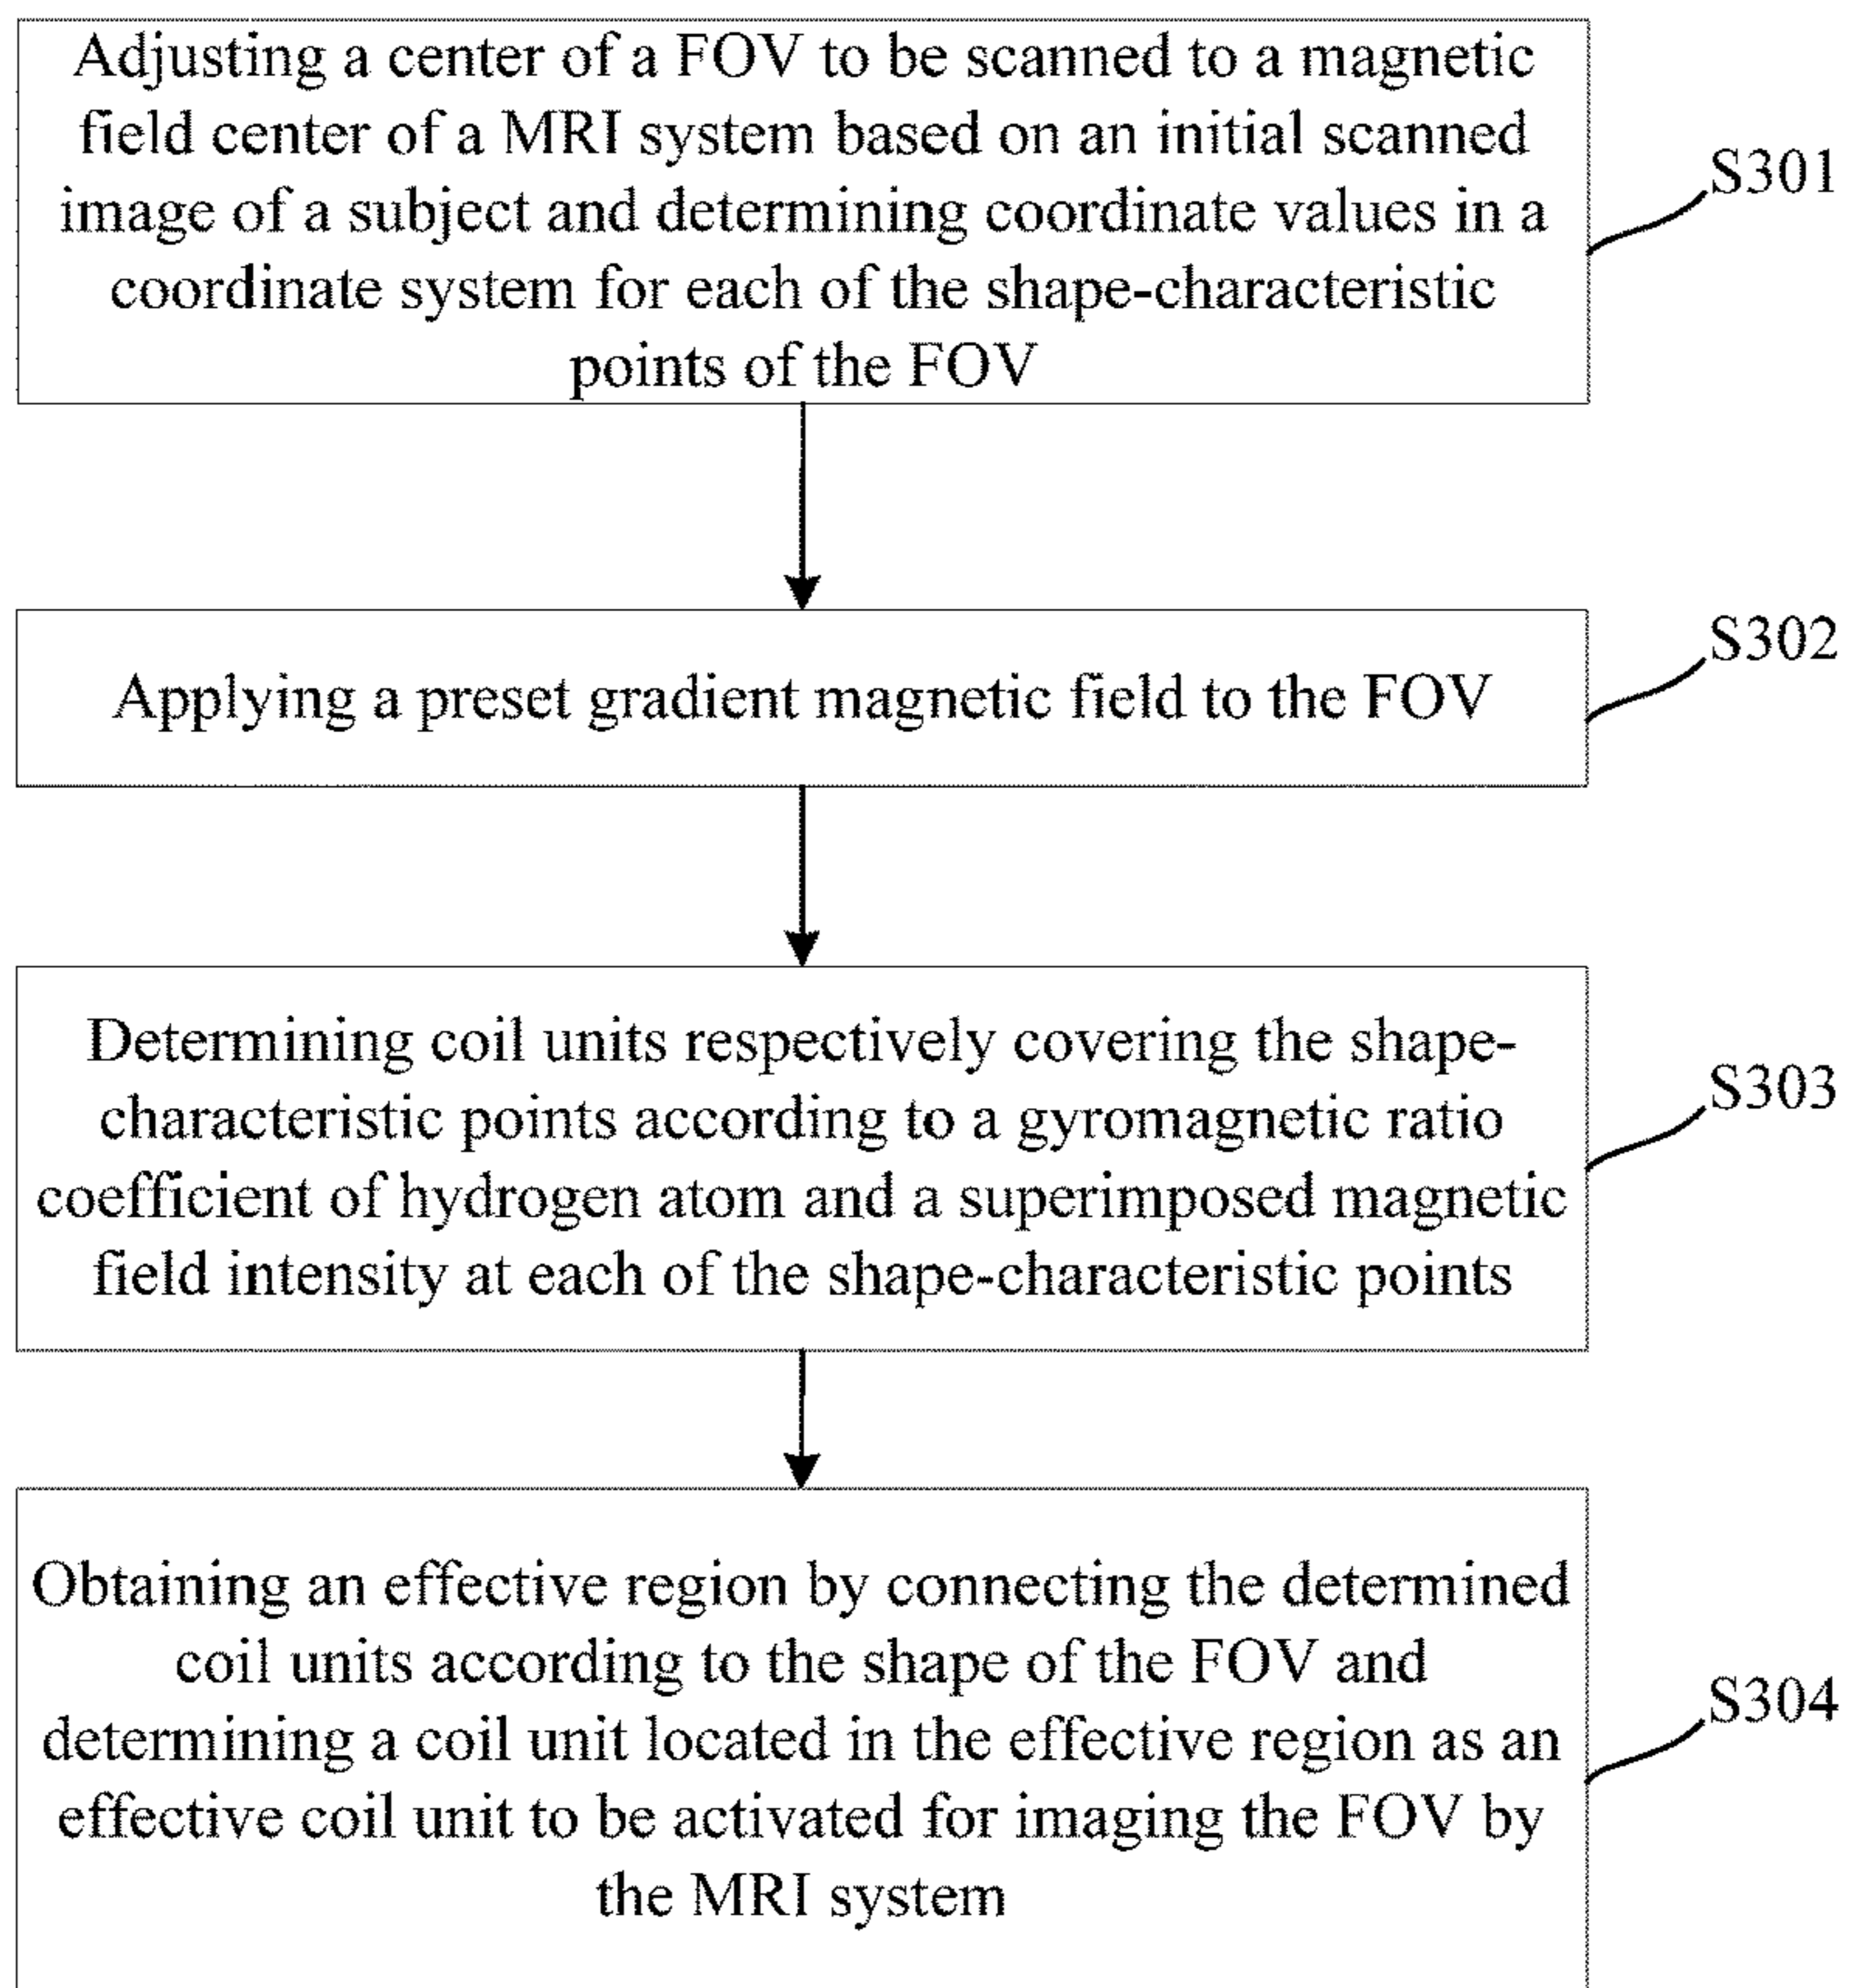 Adjusting a center of a FOV to be scanned to a magnetic
field center of a MRI system based on an initial scanned
image of a subject and determining coordinate values in a
coordinate system for each of the shape-characteristic
points of the FOV
S301
Applying a preset gradient magnetic field to the FOV
S302
Determining coil units respectively covering the shape-
characteristic points according to a gyromagnetic ratio
coefficient of hydrogen atom and a superimposed magnetic
field intensity at each of the shape-characteristic points
S303
Obtaining an effective region by connecting the determined
coil units according to the shape of the FOV and
determining a coil unit located in the effective region as an
effective coil unit to be activated for imaging the FOV by
the MRI system
S304